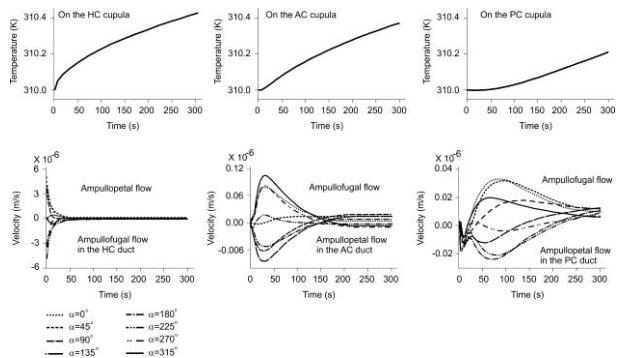 On the HC cupula
On the AC cupula
On the PC cupula
Temperature (K)
310.4
310.2
310.0
0 50 100 150 200 250 300
Time (s)
Temperature (K)
310.4
310.2
310.0
0 50 100 150 200 250 300
Time (s)
Temperature (K)
310.4
310.2
310.0
0 50 100 150 200 250 300
Time (s)
X 10-6
Velocity (m/s)
6
3
0
-3
-6
Ampullopetal flow
Ampullofugal flow
in the HC duct
0 50 100 150 200 250 300
Time (s)
X 10-6
Velocity (m/s)
0.12
0.006
0.000
-0.006
Ampullofugal flow
Ampullopetal flow
in the AC duct
0 50 100 150 200 250 300
Time (s)
X 10-6
Velocity (m/s)
0.04
0.02
0.00
-0.02
Ampullofugal flow
Ampullopetal flow
in the PC duct
0 50 100 150 200 250 300
Time (s)
α=0°
α=45°
α=90°
α=135°
α=180°
α=225°
α=270°
α=315°